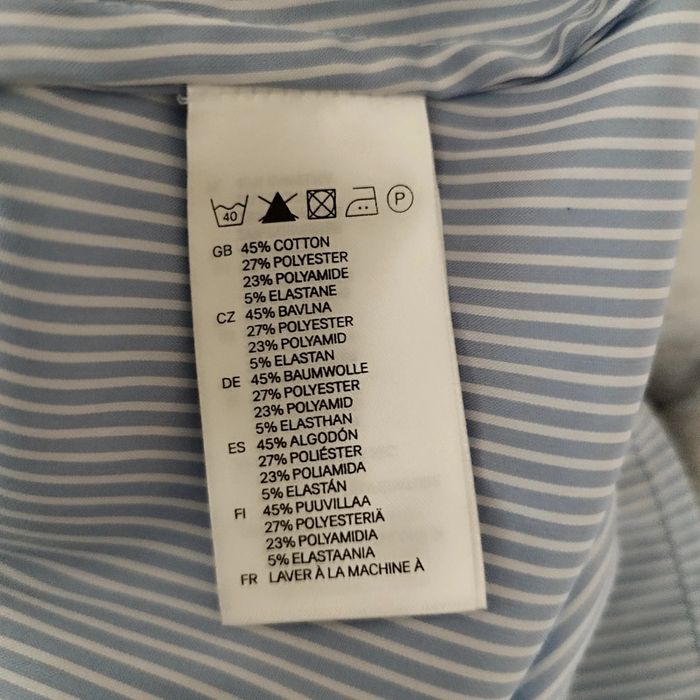 40 P
GB 45% COTTON
27% POLYESTER
23% POLYAMIDE
5% ELASTANE
CZ 45% BAVLNA
27% POLYESTER
23% POLYAMID
5% ELASTAN
DE 45% BAUMWOLLE
27% POLYESTER
23% POLYAMID
5% ELASTHAN
ES 45% ALGODÓN
27% POLIÉSTER
23% POLIAMIDA
5% ELASTÁN
FI 45% PUUVILLAA
27% POLYESTERIÄ
23% POLYAMIDIA
5% ELASTAANIA
FR LAVER À LA MACHINE À